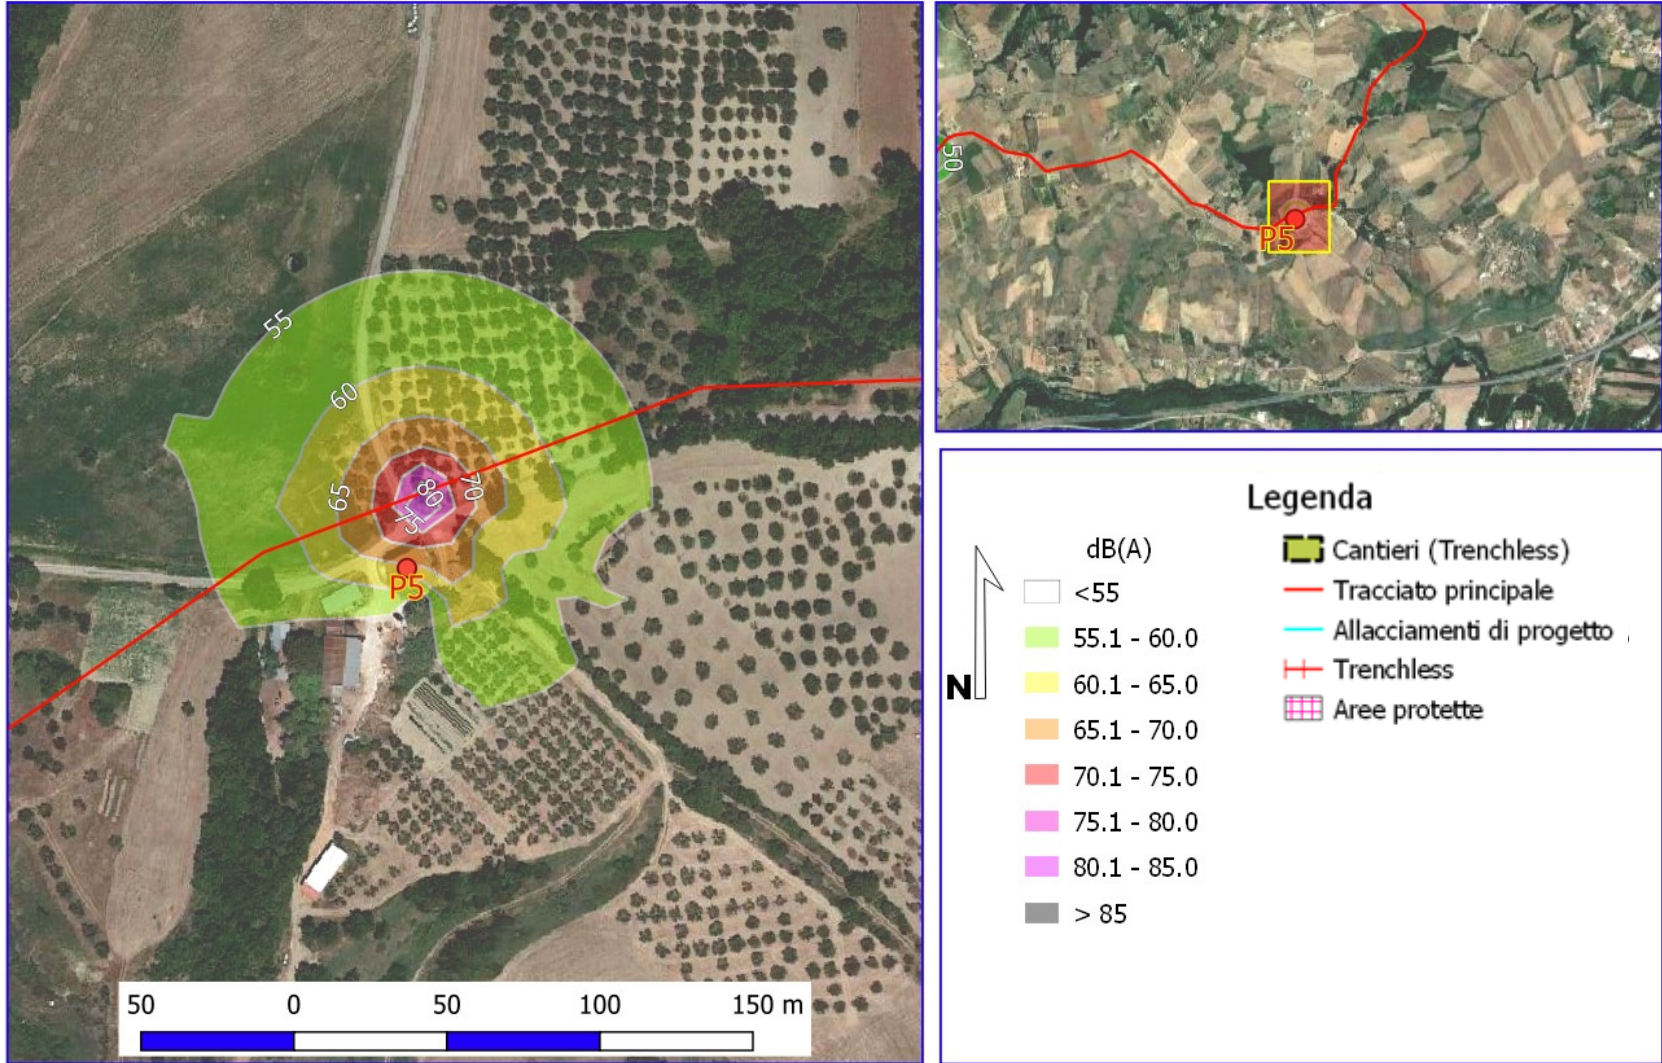 55
60
65
70
80
75
P5
50 0 50 100 150 m
50
P5
Legenda
dB(A)
<55
55.1 - 60.0
60.1 - 65.0
65.1 - 70.0
70.1 - 75.0
75.1 - 80.0
80.1 - 85.0
> 85
N
Cantieri (Trenchless)
Tracciato principale
Allacciamenti di progetto
Trenchless
Aree protette